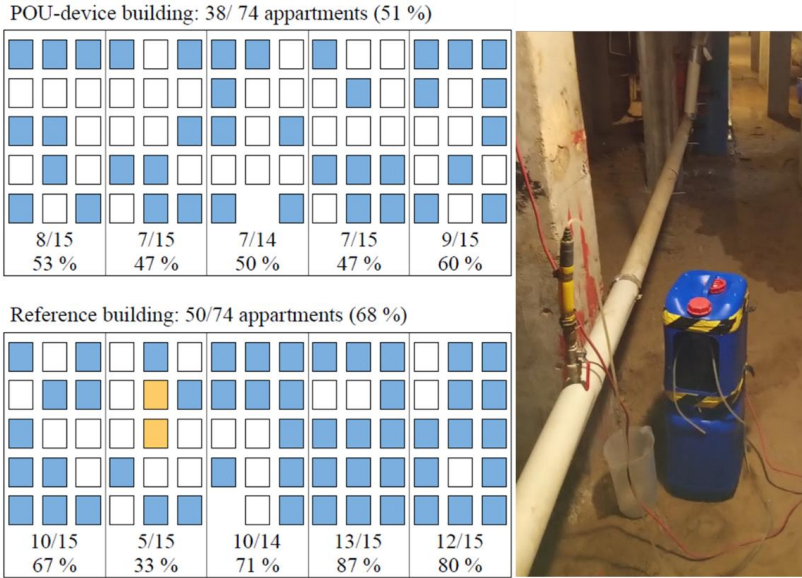 POU-device building: 38/ 74 appartments (51 %)
8/15 7/15 7/14 7/15 9/15
53 % 47 % 50 % 47 % 60 %
Reference building: 50/74 appartments (68 %)
10/15 5/15 10/14 13/15 12/15
67 % 33 % 71 % 87 % 80 %